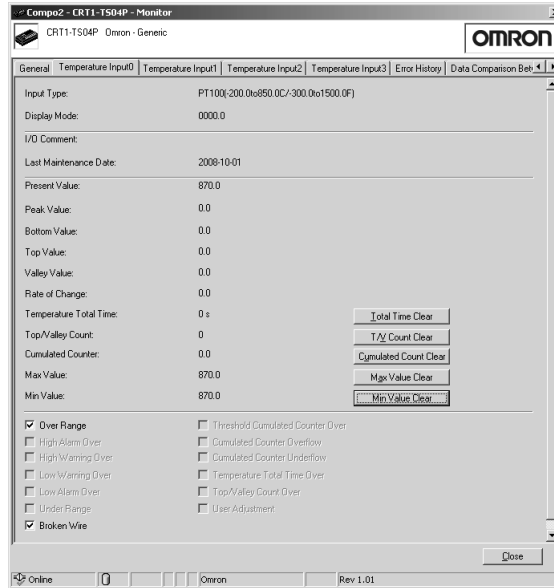 Compo2 - CRT1-TS04P - Monitor
CRT1-TS04P Omron - Generic
OMRON
General Temperature Input0 Temperature Input1 Temperature Input2 Temperature Input3 Error History Data Comparison Bet
Input Type: PT100(-200.0to850.0C/-300.0to1500.0F)
Display Mode: 0000.0
I/O Comment:
Last Maintenance Date: 2008-10-01
Present Value: 870.0
Peak Value: 0.0
Bottom Value: 0.0
Top Value: 0.0
Valley Value: 0.0
Rate of Change: 0.0
Temperature Total Time: 0 s Total Time Clear
Top/Valley Count: 0 T/V Count Clear
Cumulated Counter: 0.0 Cumulated Count Clear
Max Value: 870.0 Max Value Clear
Min Value: 870.0 Min Value Clear
Over Range Threshold Cumulated Counter Over
High Alarm Over Cumulated Counter Overflow
High Warning Over Cumulated Counter Underflow
Low Warning Over Temperature Total Time Over
Low Alarm Over Top/Valley Count Over
Under Range User Adjustment
Broken Wire
Close
Online Omron Rev 1.01